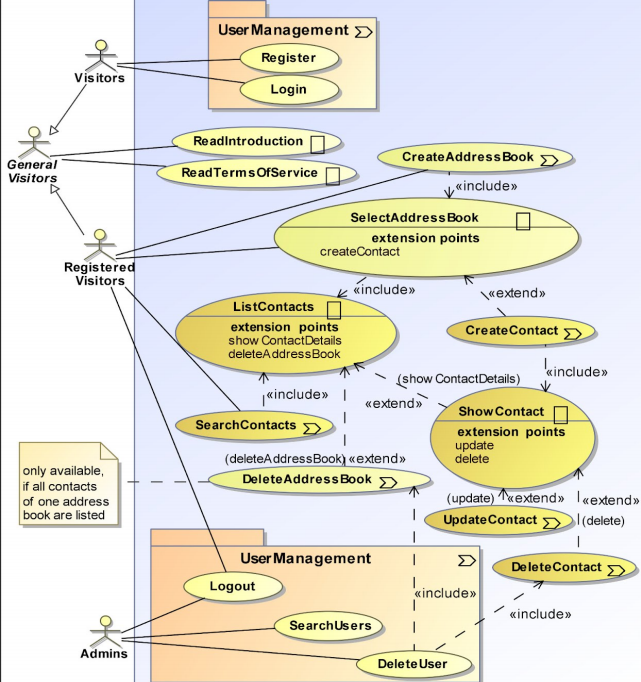 UserManagement
Register
Login
Visitors
General
Visitors
ReadIntroduction
ReadTermsOfService
CreateAddressBook
«include»
SelectAddressBook
extension points
createContact
Registered
Visitors
«include»
«extend»
ListContacts
extension points
show ContactDetails
deleteAddressBook
CreateContact
«include»
(show ContactDetails)
«extend»
«include»
ShowContact
extension points
update
delete
SearchContacts
(deleteAddressBook) «extend»
DeleteAddressBook
only available,
if all contacts
of one address
book are listed
(update) «extend»
«extend»
(delete)
UpdateContact
DeleteContact
UserManagement
Logout
«include»
«include»
SearchUsers
Admins
DeleteUser